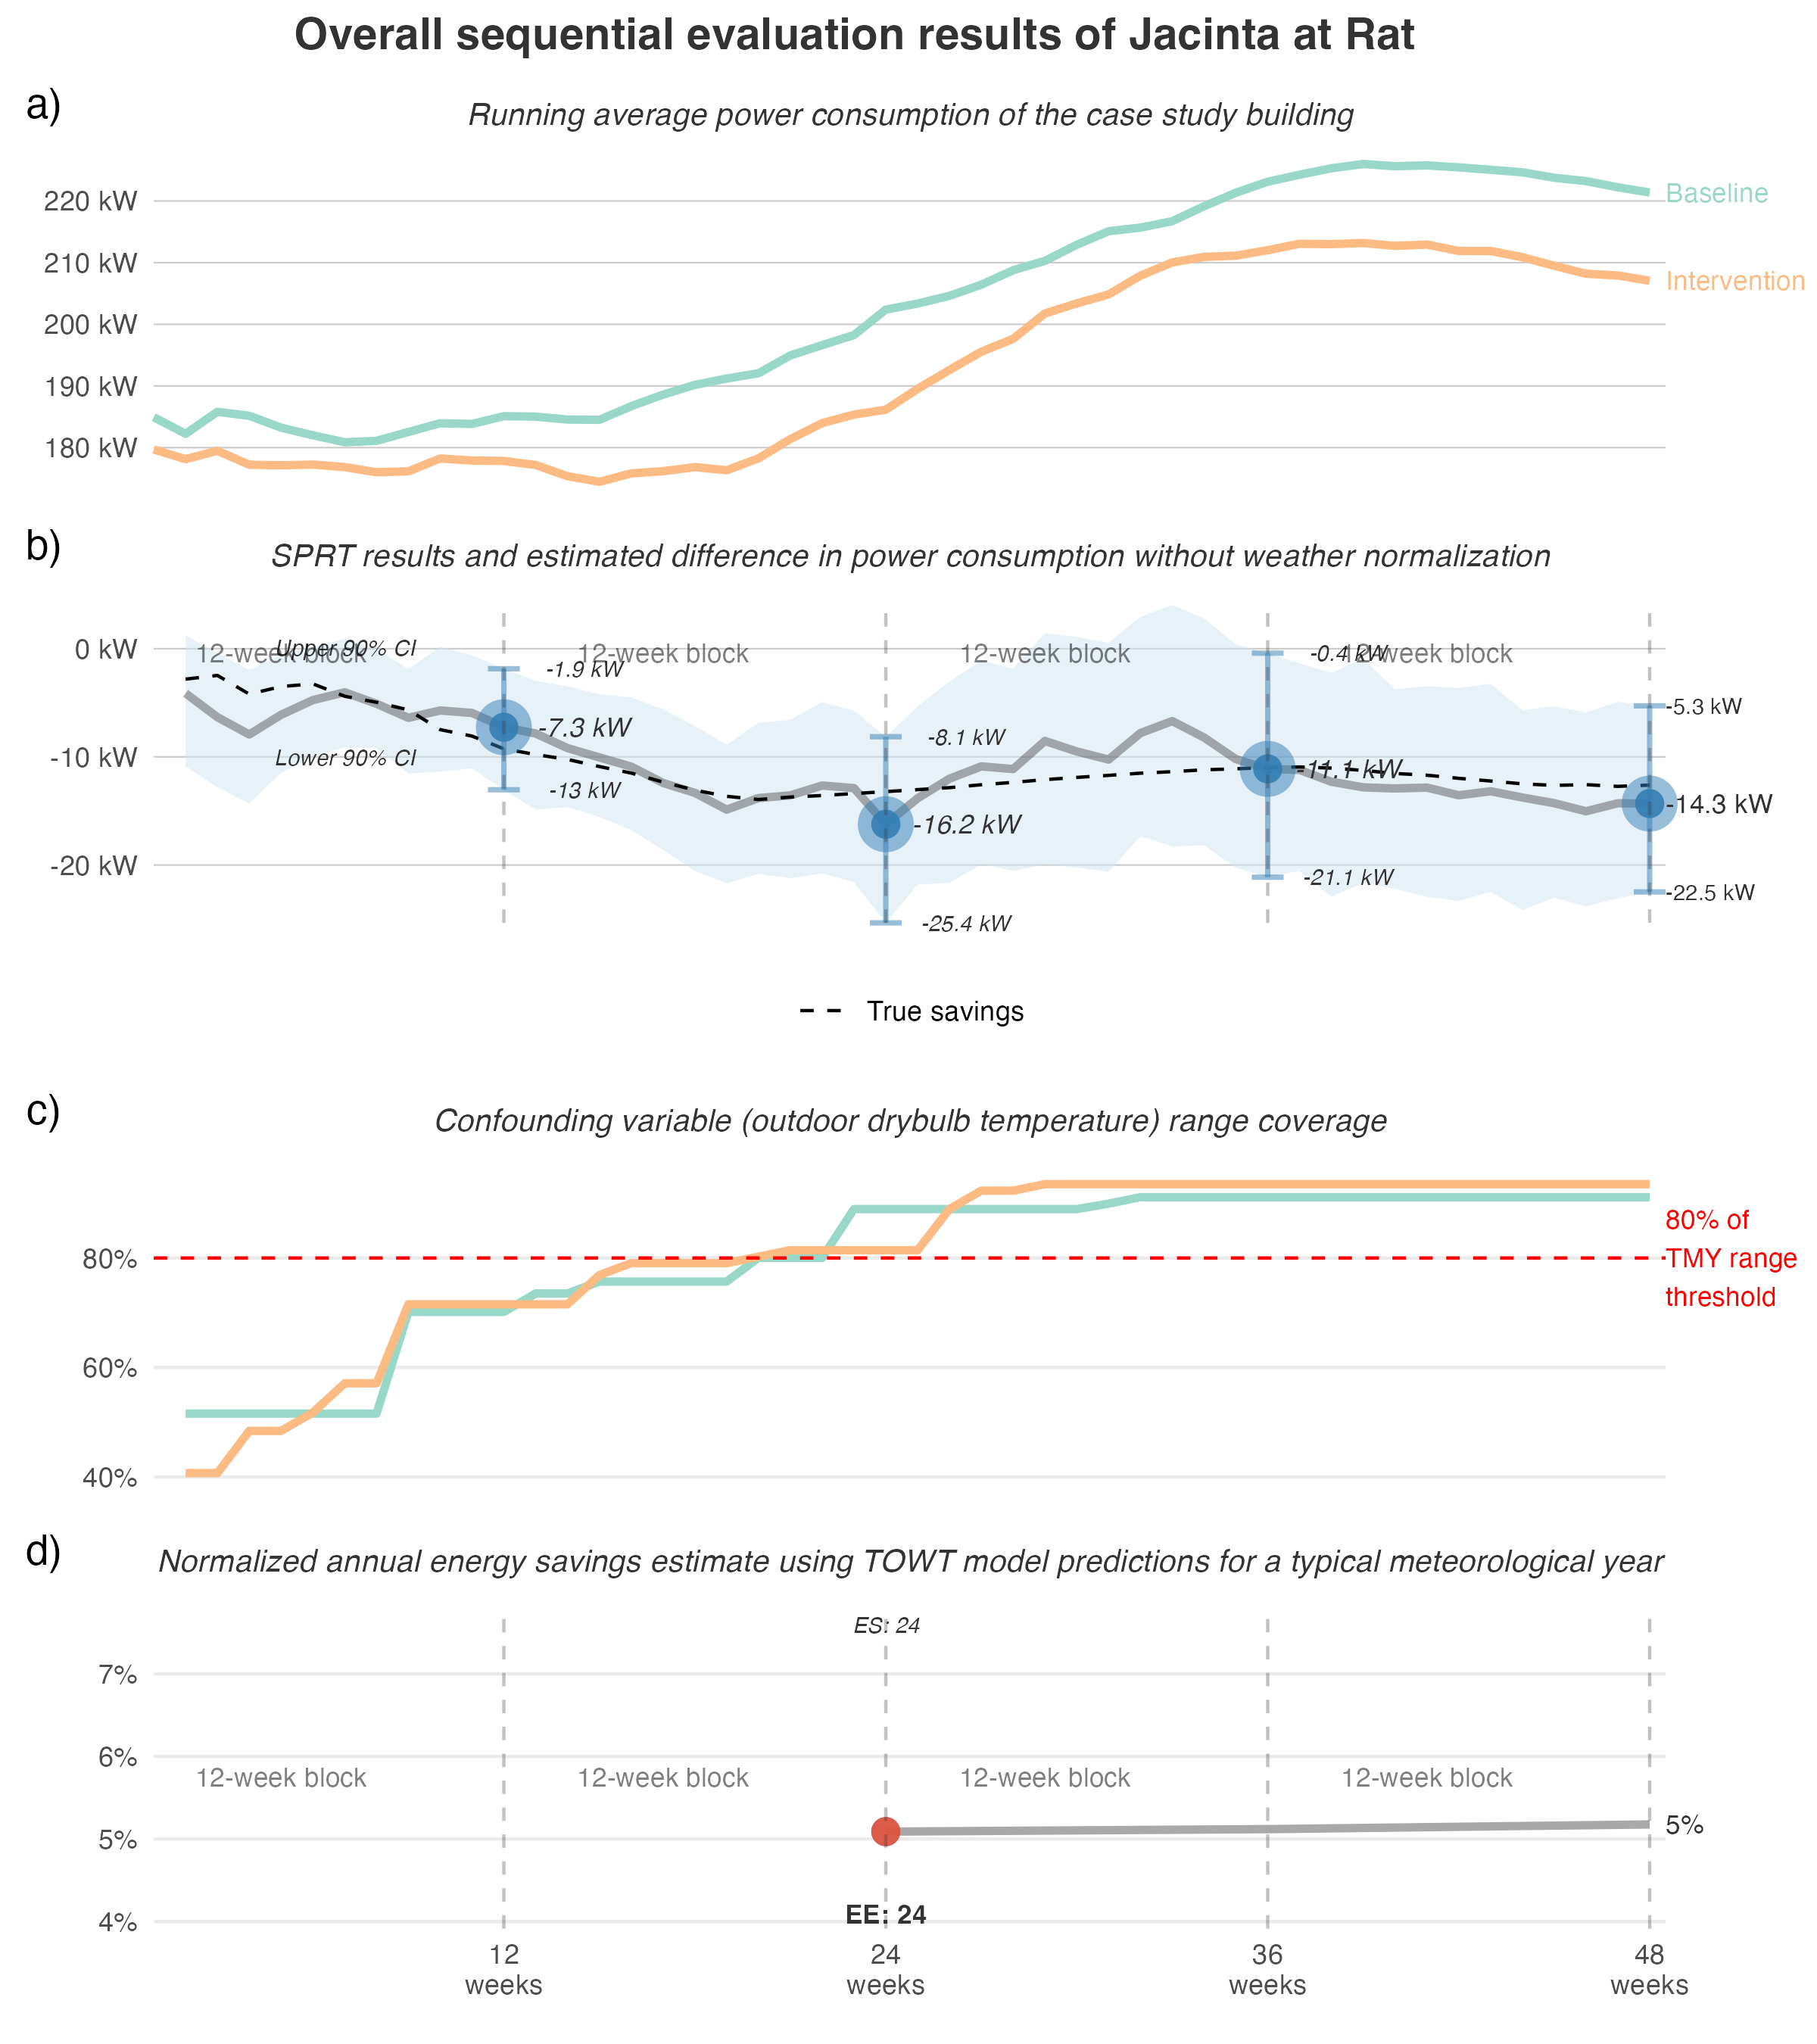 Overall sequential evaluation results of Jacinta at Rat
a)
Running average power consumption of the case study building
220 kW
210 kW
200 kW
190 kW
180 kW
Baseline
Intervention
b)
SPRT results and estimated difference in power consumption without weather normalization
0 kW
-10 kW
-20 kW
12-week block
12-week block
12-week block
12-week block
Upper 90% CI
Lower 90% CI
-1.9 kW
-7.3 kW
-13 kW
-8.1 kW
-16.2 kW
-25.4 kW
-0.4 kW
-11.1 kW
-21.1 kW
-5.3 kW
-14.3 kW
-22.5 kW
True savings
c)
Confounding variable (outdoor drybulb temperature) range coverage
80%
60%
40%
80% of
TMY range
threshold
d)
Normalized annual energy savings estimate using TOWT model predictions for a typical meteorological year
ES: 24
7%
6%
5%
4%
12-week block
12-week block
12-week block
12-week block
5%
EE: 24
12
weeks
24
weeks
36
weeks
48
weeks